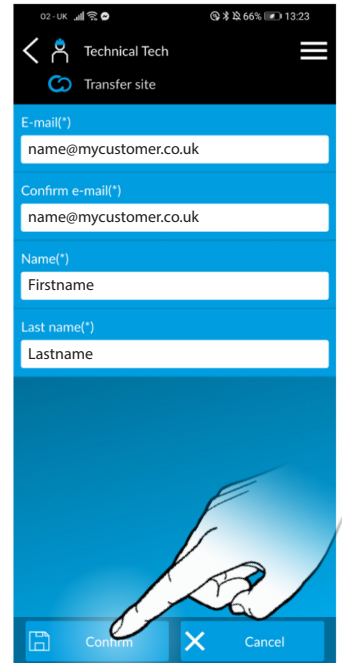 O2-UK 66% 13:23
Technical Tech
Transfer site
E-mail(*)
name@mycustomer.co.uk
Confirm e-mail(*)
name@mycustomer.co.uk
Name(*)
Firstname
Last name(*)
Lastname
Confirm Cancel